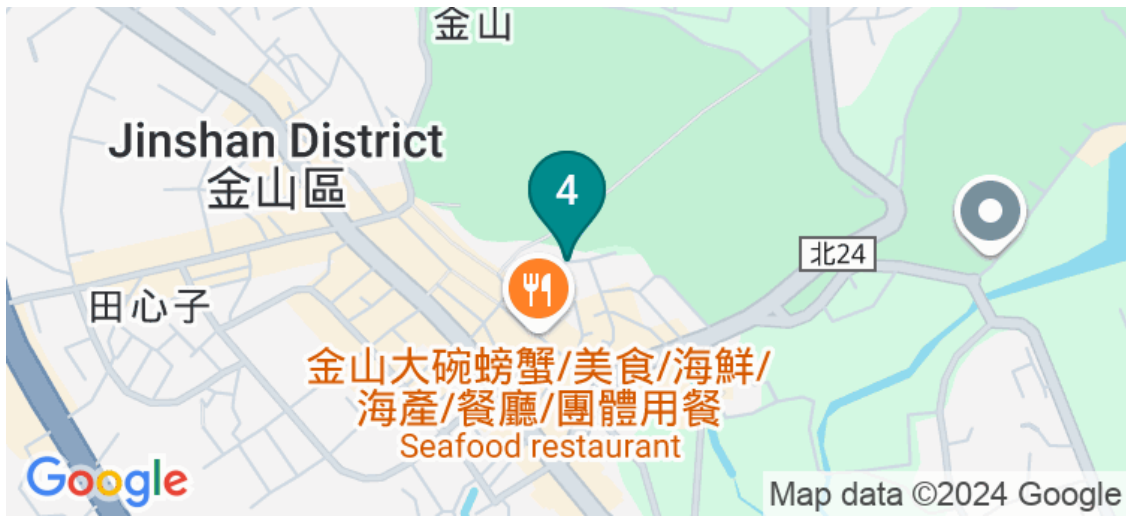 金山
Jinshan District
金山區
4
北24
田心子
金山大碗螃蟹/美食/海鮮/
海產/餐廳/團體用餐
Seafood restaurant
Google
Map data ©2024 Google